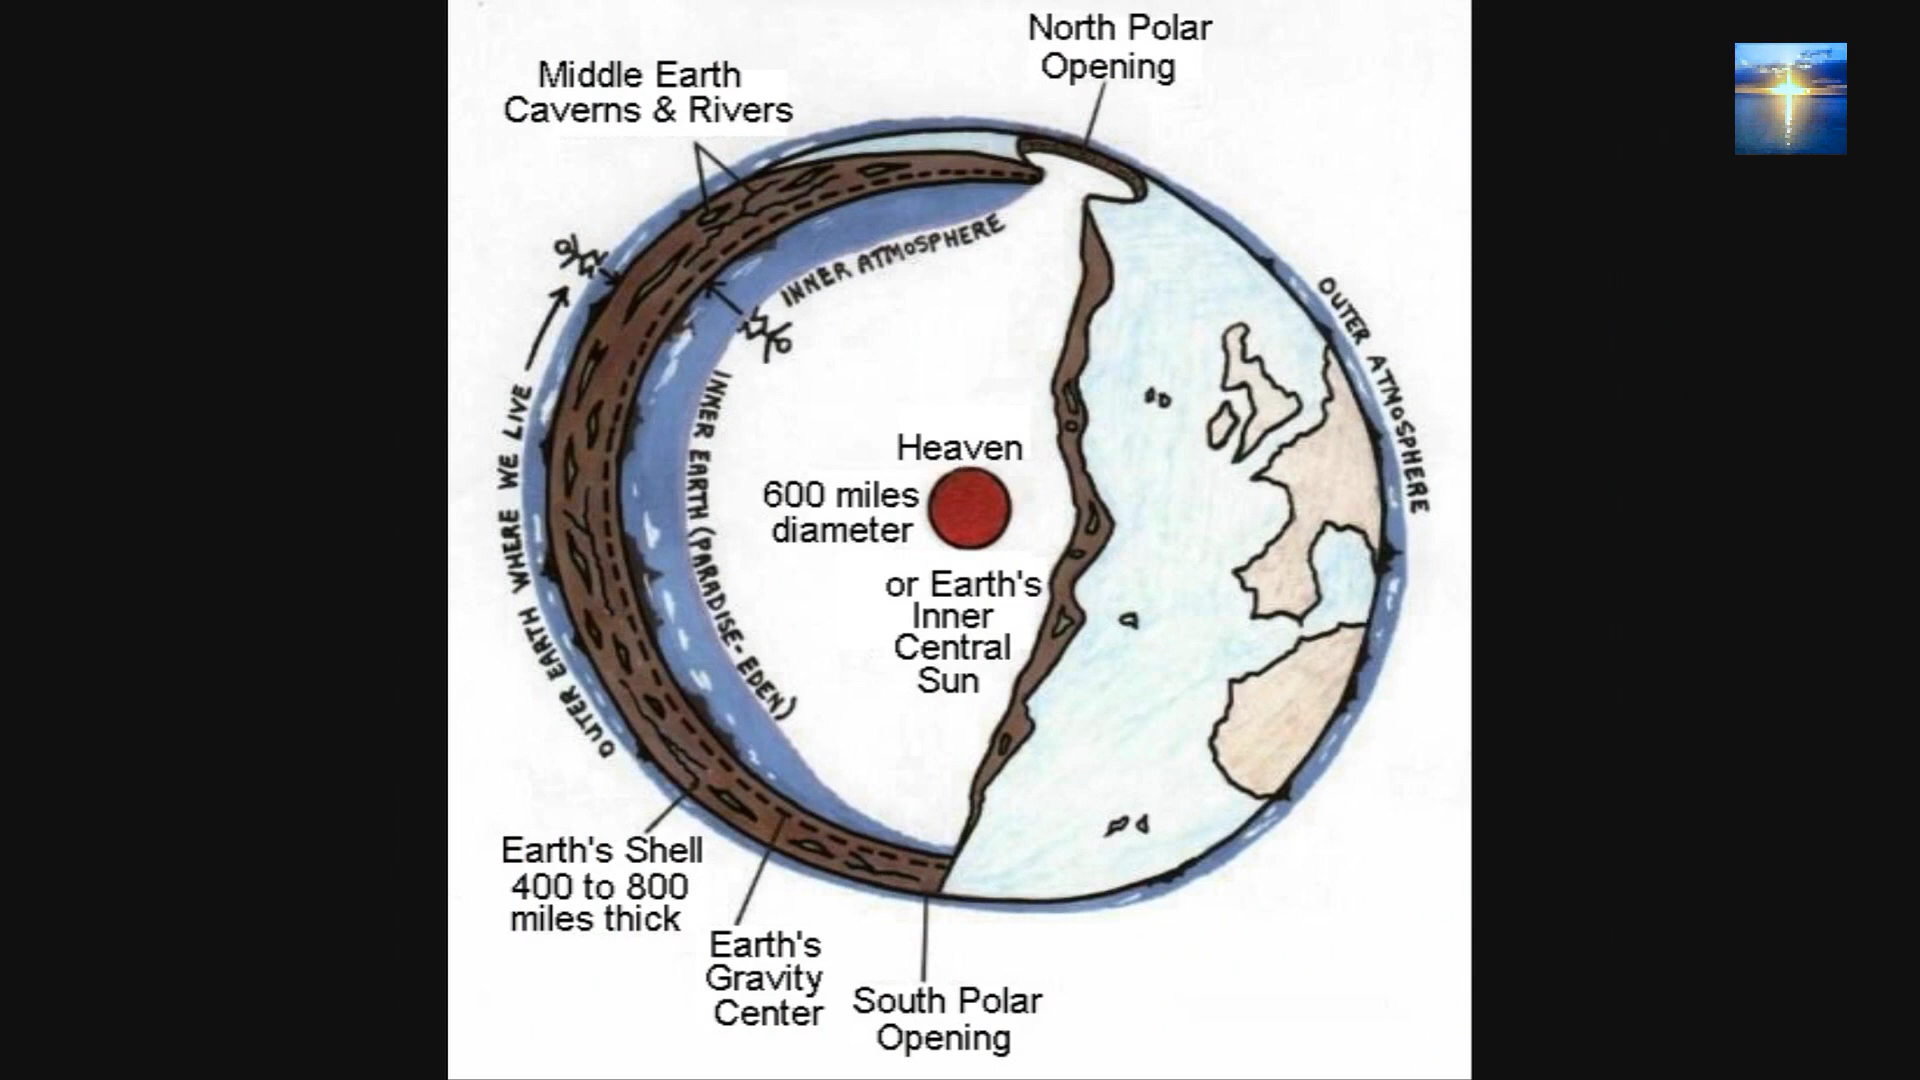 North Polar
Opening
Middle Earth
Caverns & Rivers
INNER ATMOSPHERE
OUTER ATMOSPHERE
OUTER EARTH WHERE WE LIVE
INNER EARTH (PARADISE-EDEN)
Heaven
600 miles
diameter
or Earth's
Inner
Central
Sun
Earth's Shell
400 to 800
miles thick
Earth's
Gravity
Center
South Polar
Opening